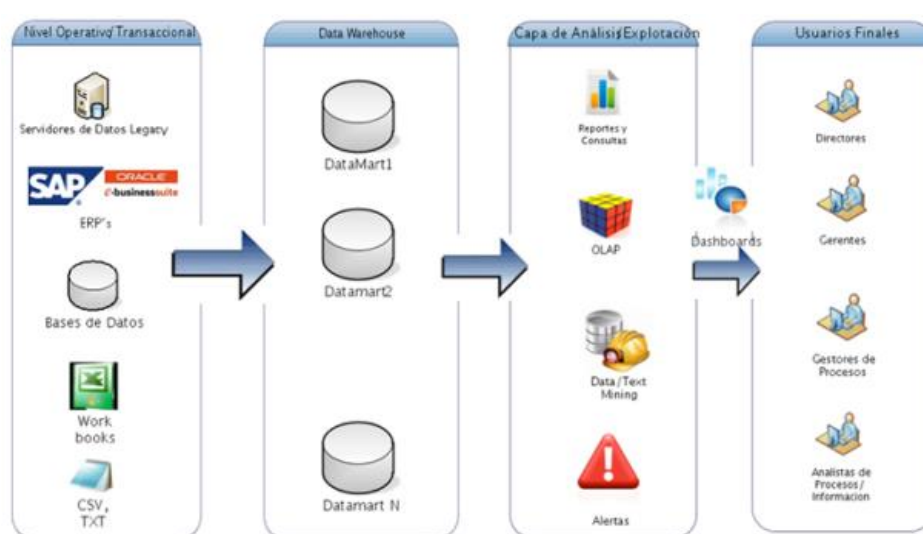 Nivel Operativo/Transaccional
Servidores de Datos Legacy
SAP
ORACLE
e-businesssuite
ERP's
Bases de Datos
Work
books
CSV,
TXT
Data Warehouse
DataMart1
Datamart2
Datamart N
Capa de Análisis/Explotación
Reportes y
Consultas
OLAP
Data/Text
Mining
Alertas
Dashboards
Usuarios Finales
Directores
Gerentes
Gestores de
Procesos
Analistas de
Procesos/
Informacion